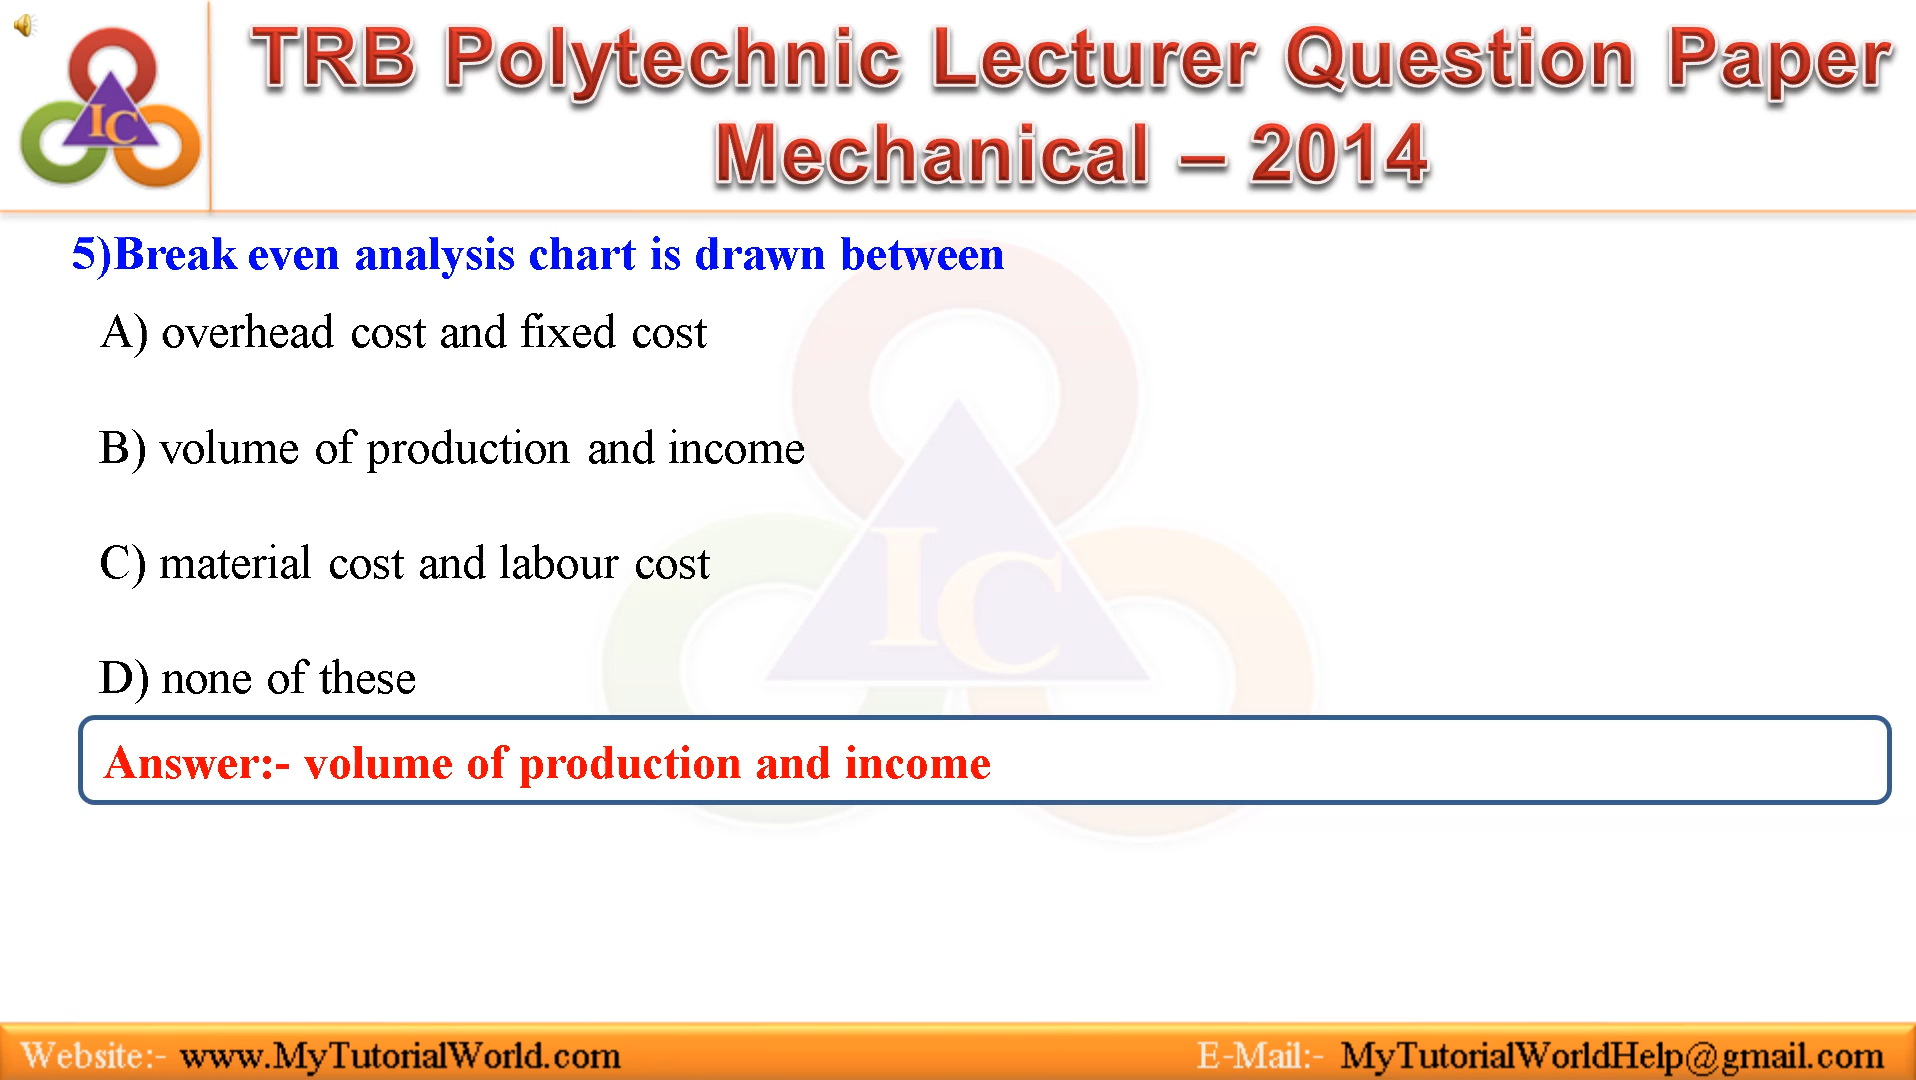 TRB Polytechnic Lecturer Question Paper
Mechanical – 2014
IC
5)Break even analysis chart is drawn between
A) overhead cost and fixed cost
B) volume of production and income
C) material cost and labour cost
D) none of these
IC
Answer:- volume of production and income
Website:- www.MyTutorialWorld.com
E-Mail:- MyTutorialWorldHelp@gmail.com